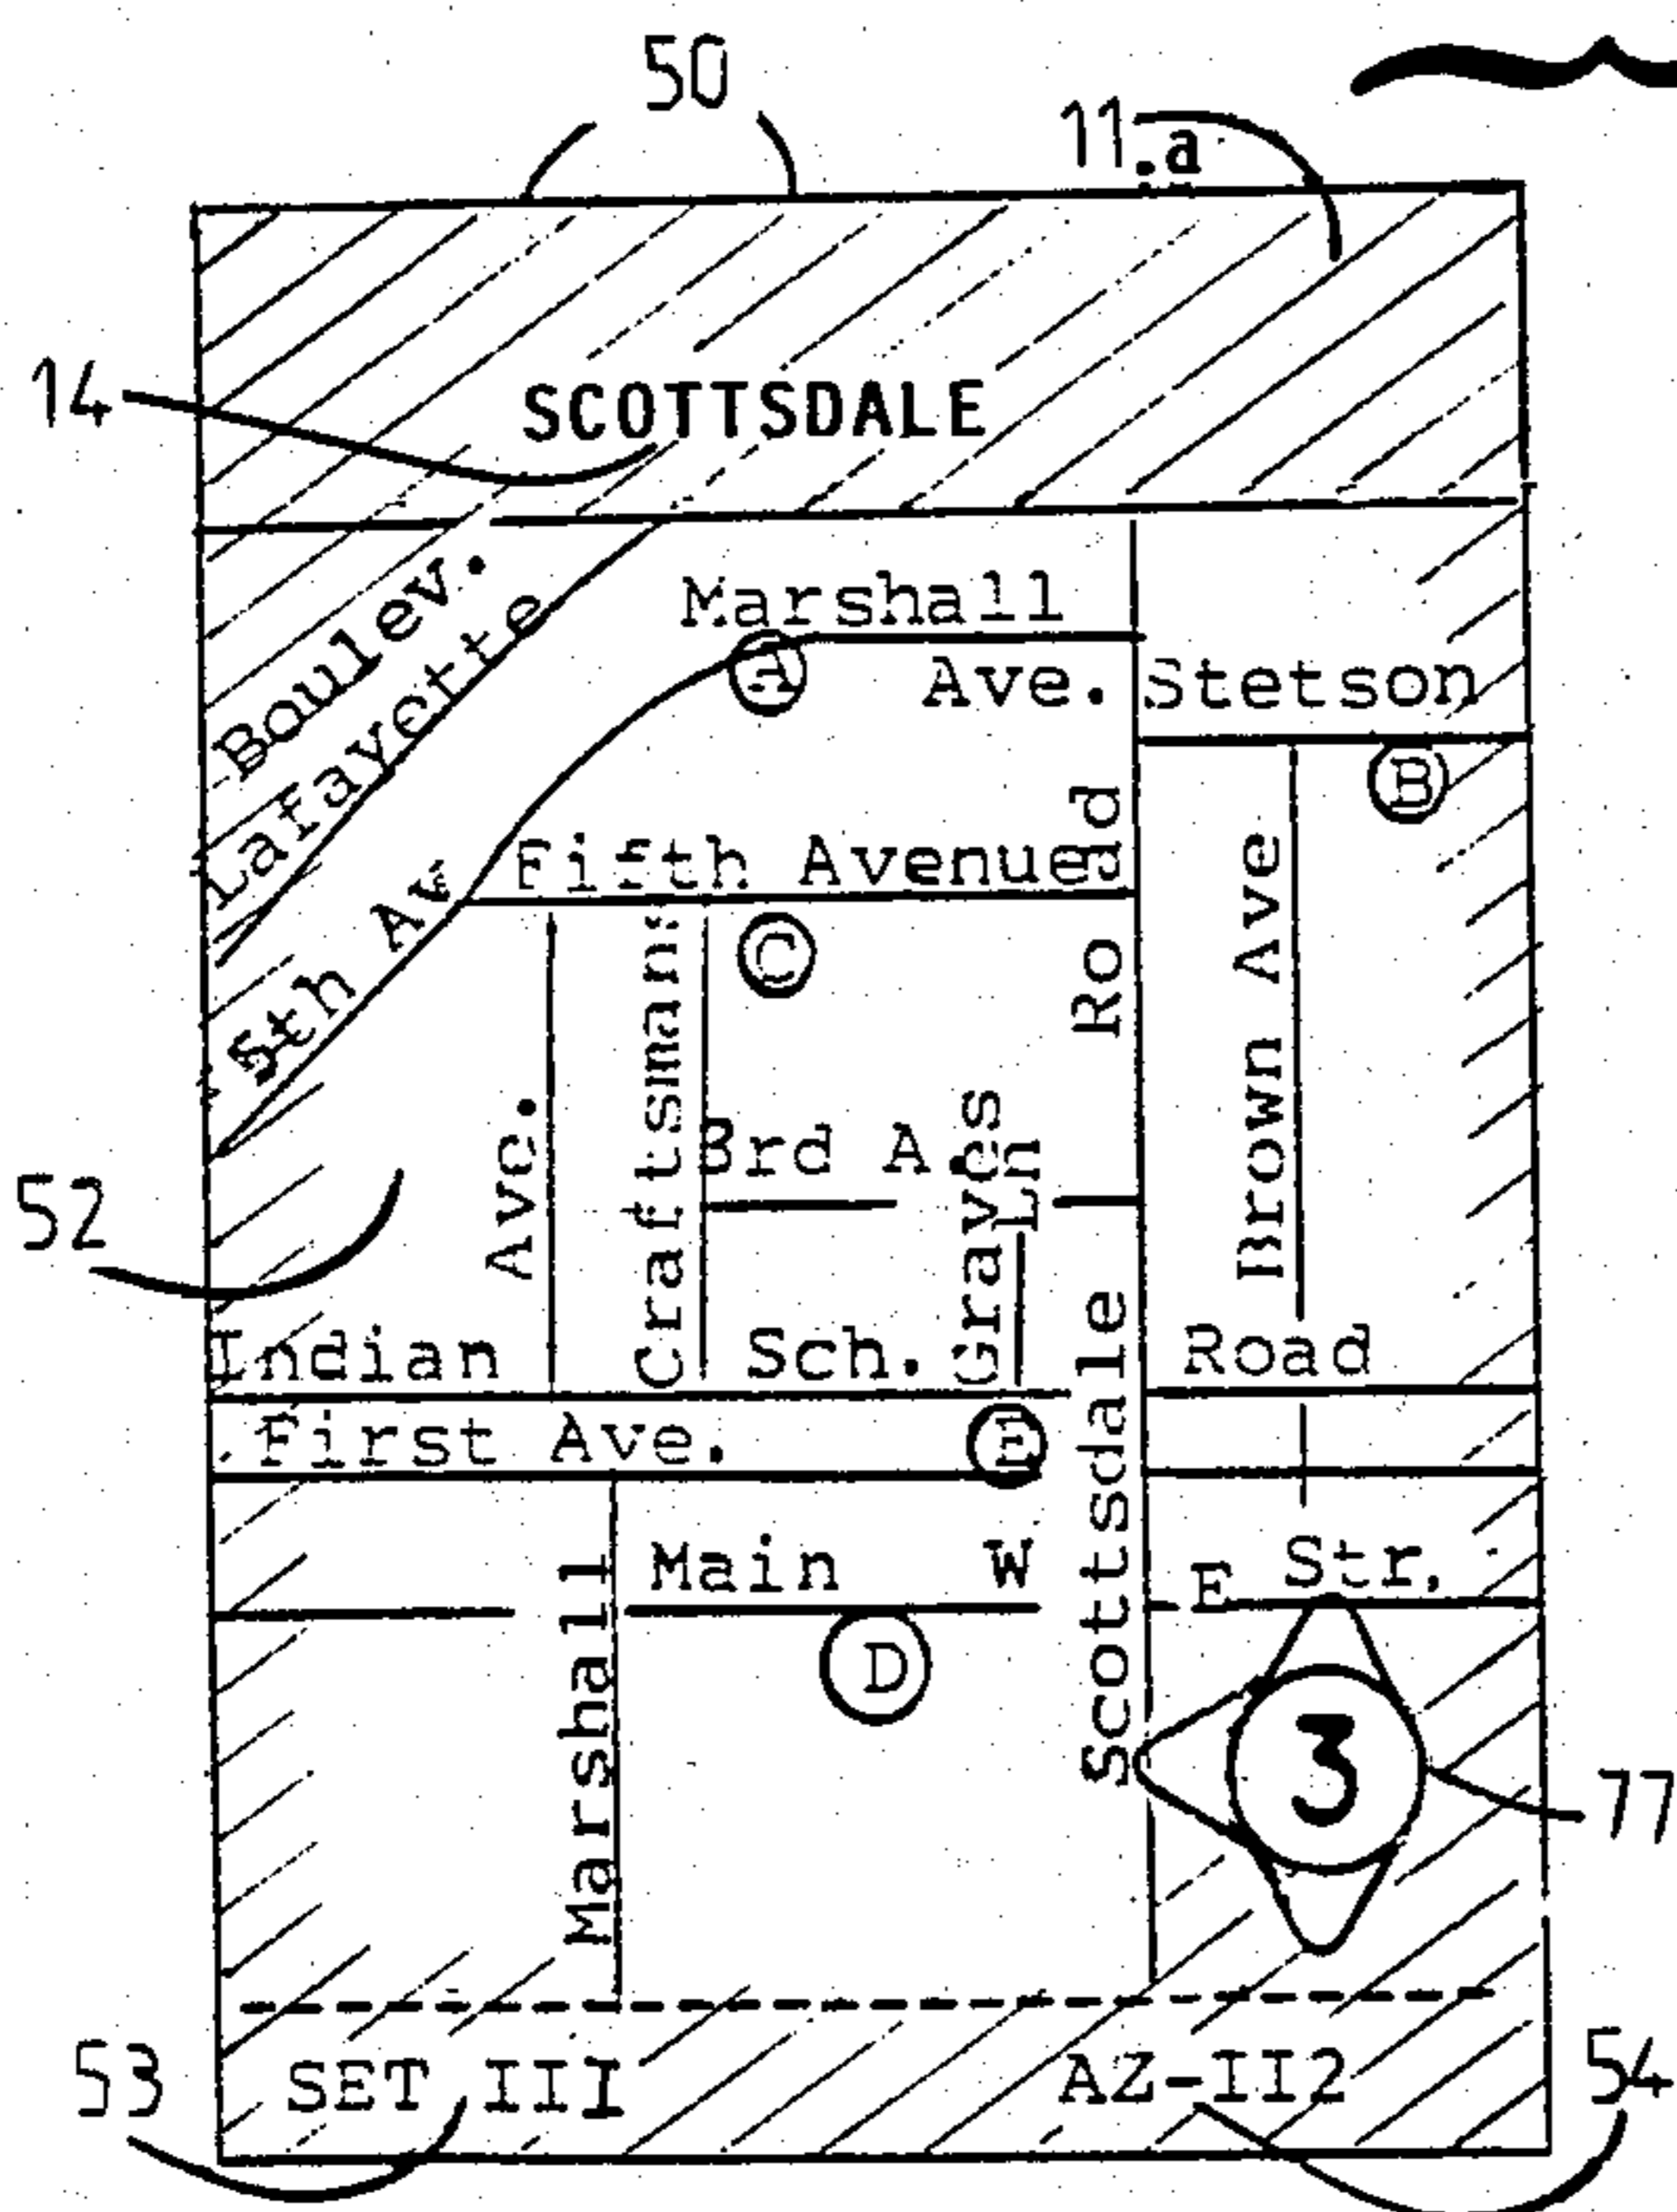 50
11.a
14
SCOTTSDALE
Boulev.
Lafayette
Marshall
Ave.
Stetson
A
B
5th Av
Fifth Avenue
C
Road
Brown Ave
Ave.
Craftsmans
3rd A.
Graves
Ln
52
Indian Sch. Road
First Ave.
E
Scottsdale
Main W E Str.
Marshall
D
3
77
53
SET III
AZ-II2
54